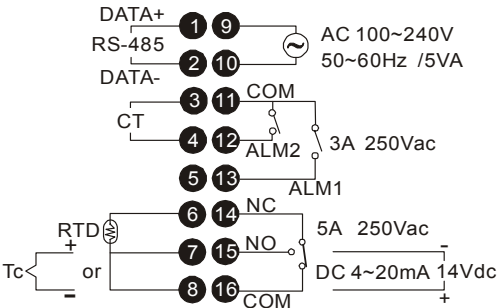 DATA+
1 9
RS-485
AC 100~240V
2 10
50~60Hz /5VA
DATA-
3 11 COM
CT
4 12 ALM2
3A 250Vac
5 13
ALM1
6 14 NC
RTD
5A 250Vac
+
7 15 NO
-
Tc or
DC 4~20mA 14Vdc
-
8 16 COM
+